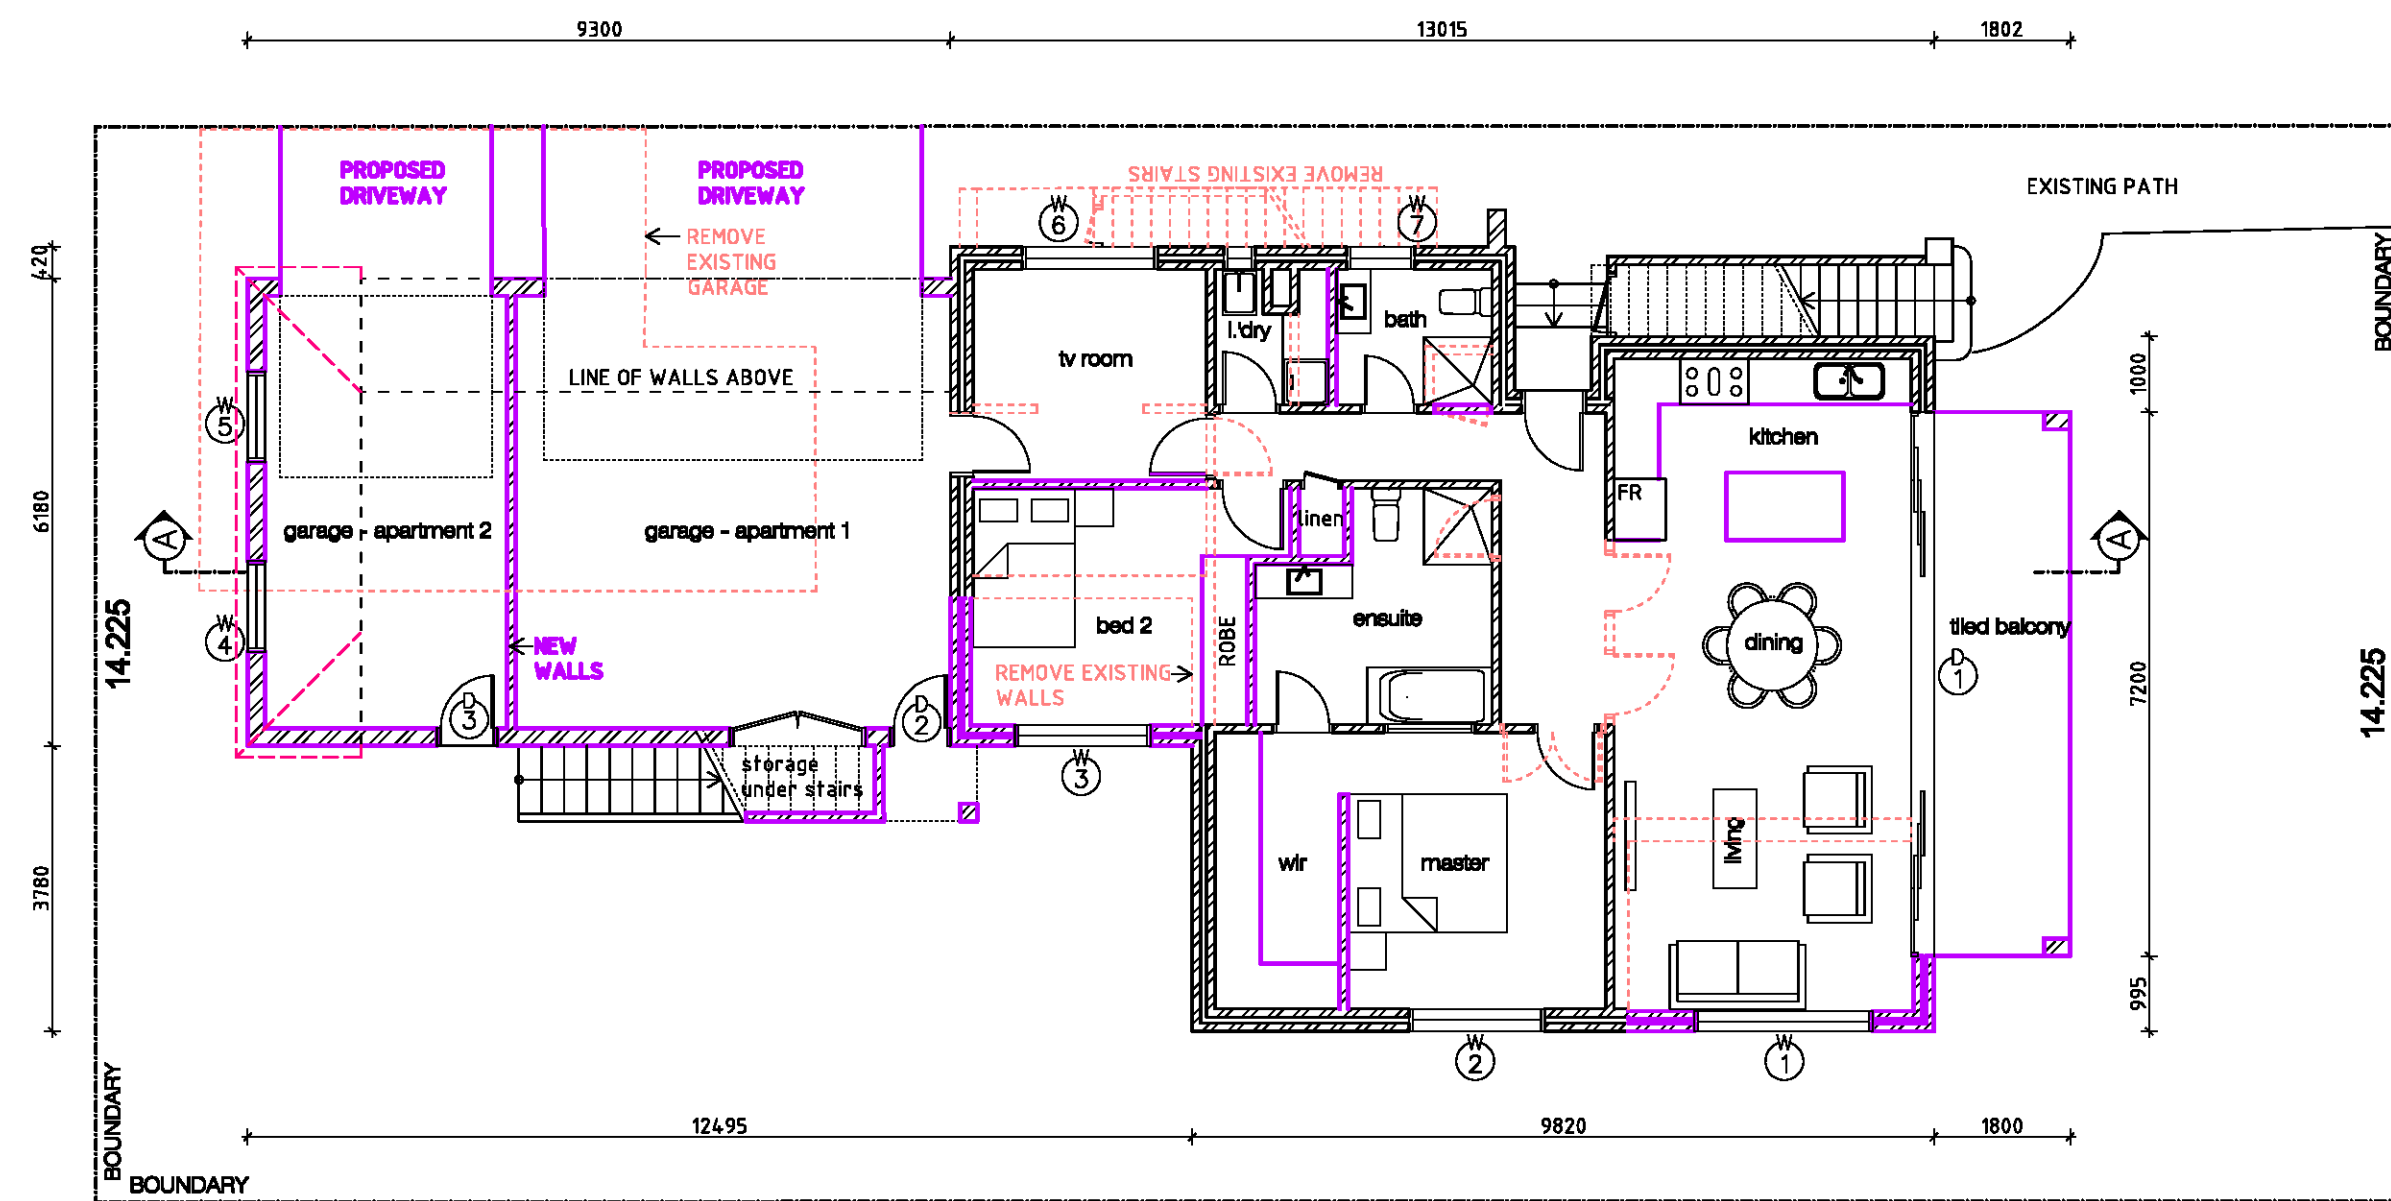 9300
13015
1802
PROPOSED
DRIVEWAY
PROPOSED
DRIVEWAY
REMOVE EXISTING STAIRS
EXISTING PATH
W
6
W
7
REMOVE
EXISTING
GARAGE
420
BOUNDARY
l.'dry
bath
tv room
LINE OF WALLS ABOVE
1000
W
5
kitchen
FR
6180
A
garage - apartment 2
garage - apartment 1
linen
A
14.225
W
4
NEW
WALLS
bed 2
ROBE
ensuite
dining
tiled balcony
D
1
REMOVE EXISTING
WALLS
14.225
7200
D
3
D
2
storage
under stairs
W
3
3780
wir
master
living
995
W
2
W
1
BOUNDARY
12495
9820
1800
BOUNDARY